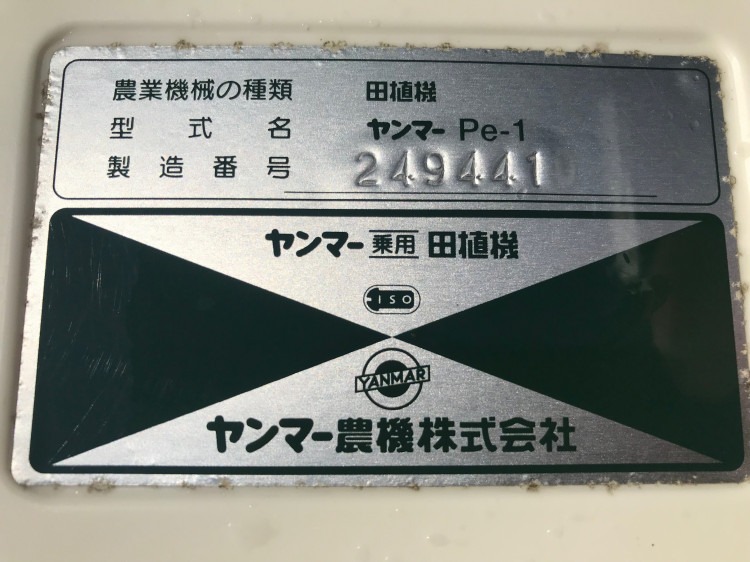 農業機械の種類 田植機
型式名 ヤンマー Pe-1
製造番号 249441
ヤンマー 乗用 田植機
ISO
YANMAR
ヤンマー農機株式会社